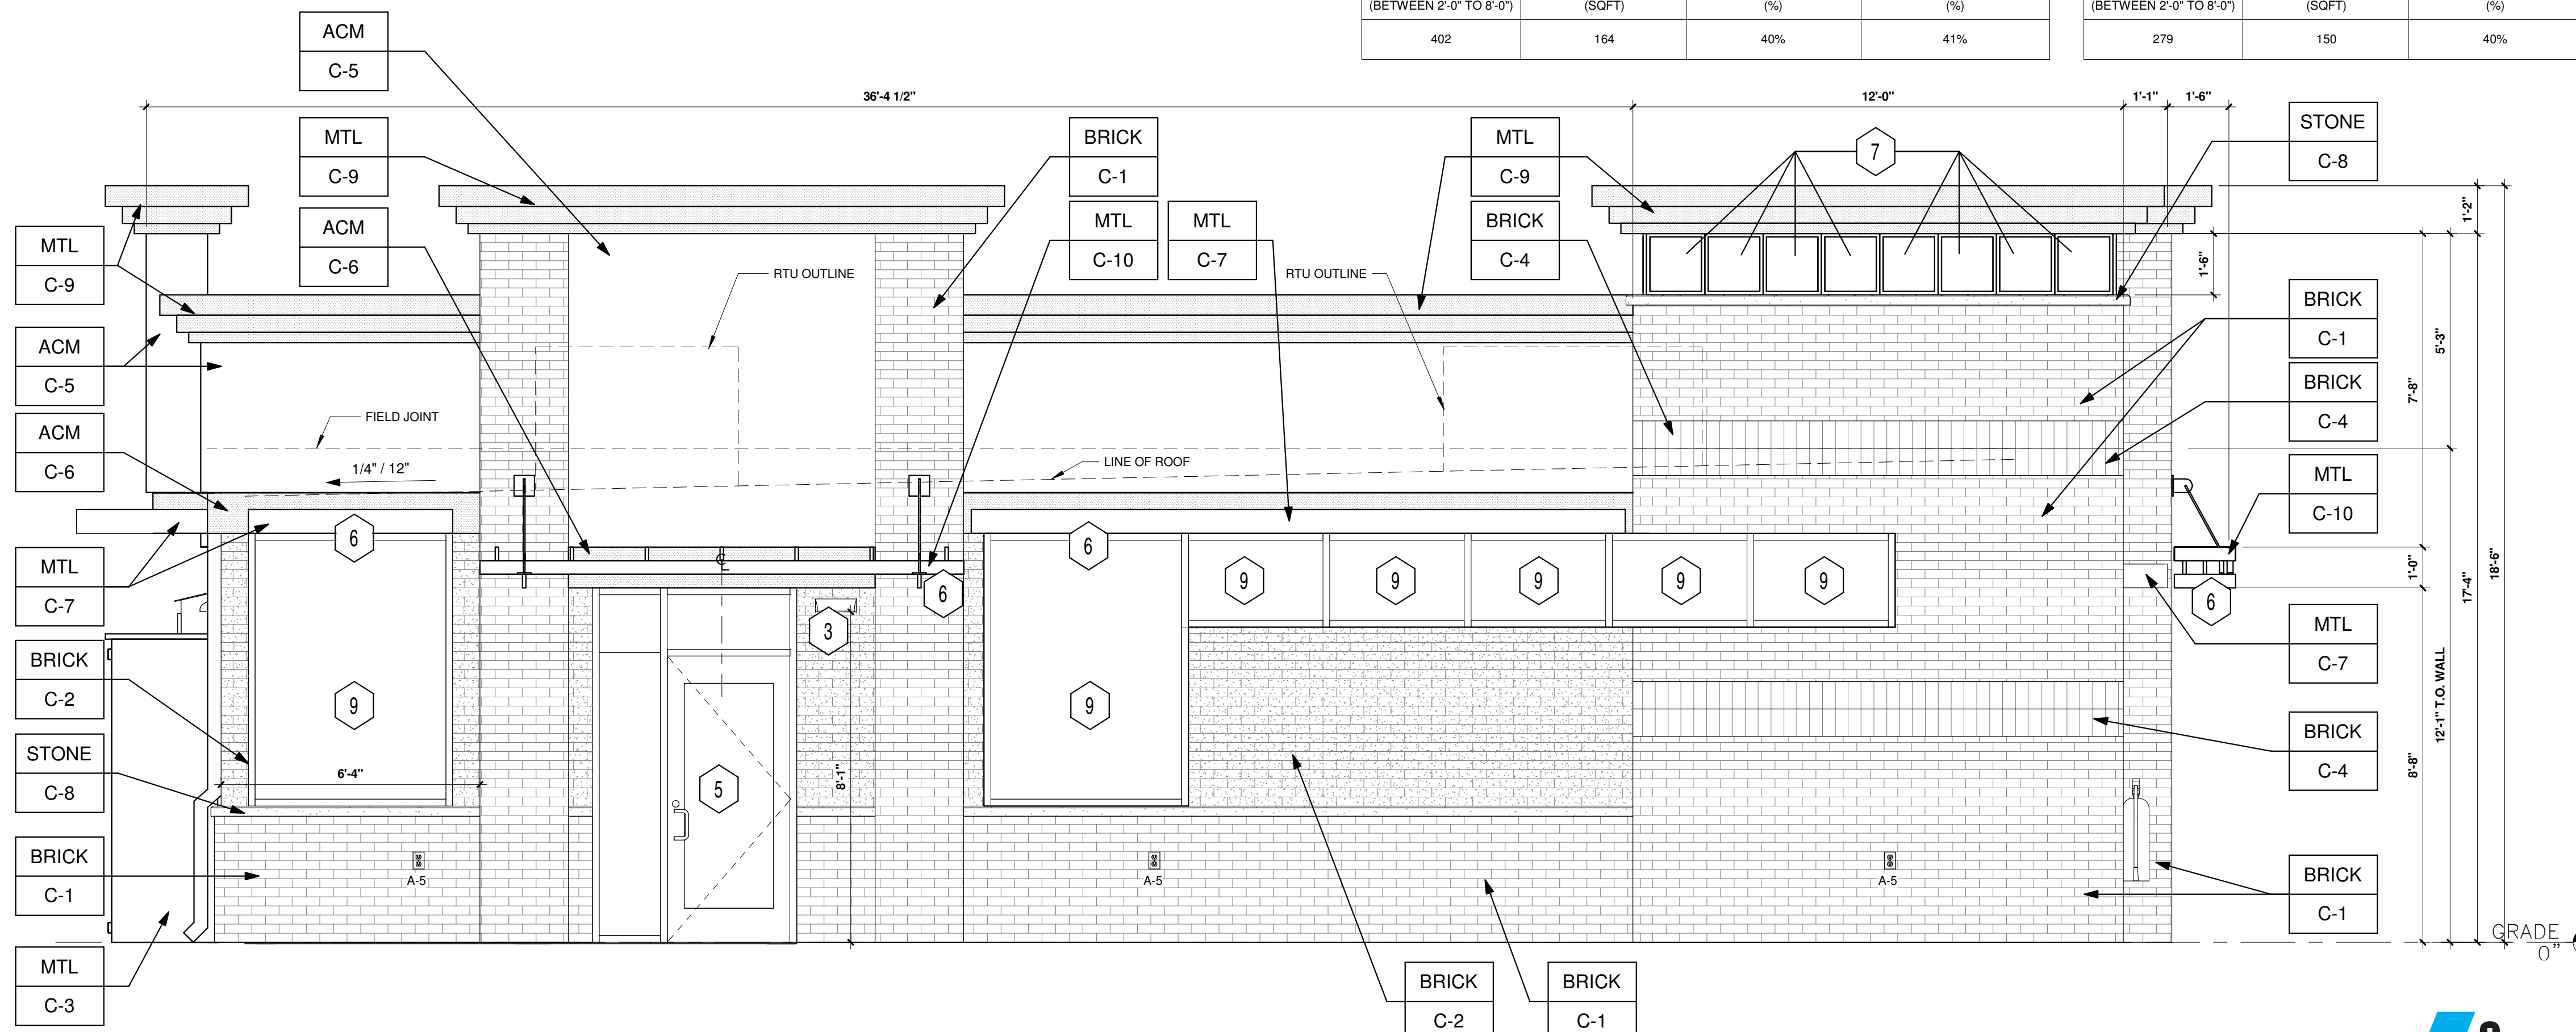 (BETWEEN 2'-0" TO 8'-0") (SQFT) (%) (%)
402 164 40% 41%
(BETWEEN 2'-0" TO 8'-0") (SQFT) (%)
279 150 40%
36'-4 1/2"
12'-0"
1'-1"
1'-6"
ACM
C-5
MTL
C-9
ACM
C-6
MTL
C-9
ACM
C-5
ACM
C-6
MTL
C-7
BRICK
C-2
STONE
C-8
BRICK
C-1
MTL
C-3
BRICK
C-1
MTL
C-10
MTL
C-7
MTL
C-9
BRICK
C-4
7
RTU OUTLINE
RTU OUTLINE
FIELD JOINT
1/4" / 12"
LINE OF ROOF
6
9
6'-4"
A-5
CL
5
3
8'-1"
6
6
9
9
9
9
9
9
A-5
A-5
BRICK
C-2
BRICK
C-1
STONE
C-8
BRICK
C-1
BRICK
C-4
MTL
C-10
6
MTL
C-7
BRICK
C-4
BRICK
C-1
1'-6"
1'-2"
5'-3"
7'-8"
1'-0"
8'-8"
12'-1" T.O. WALL
17'-4"
18'-6"
GRADE
0"